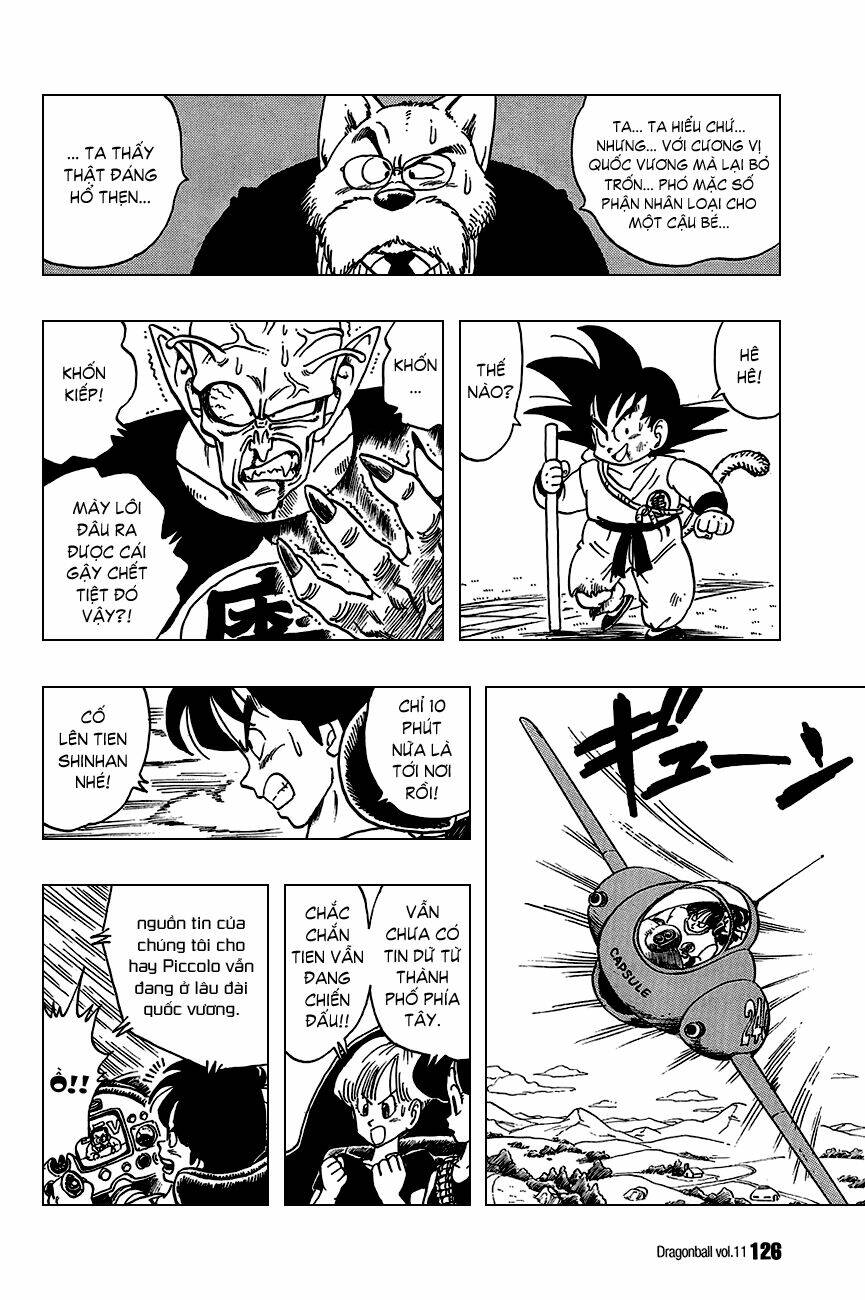 TA... TA HIỂU CHỨ...
NHƯNG... VỚI CƯƠNG VỊ
QUỐC VƯƠNG MÀ LẠI BỎ
TRỐN... PHÓ MẶC SỐ
PHẬN NHÂN LOẠI CHO
MỘT CẬU BÉ...
... TA THẤY
THẬT ĐÁNG
HỔ THẸN...
HÊ
HÊ!
THẾ
NÀO?
KHỐN
...
KHỐN
KIẾP!
MÀY LÔI
ĐÂU RA
ĐƯỢC CÁI
GẬY CHẾT
TIỆT ĐÓ
VẬY?!
ギューン
CAPSULE
CHỈ 10
PHÚT
NỮA LÀ
TỚI NƠI
RỒI!
CỐ
LÊN TIEN
SHINHAN
NHÉ!
VẪN
CHƯA CÓ
TIN DỮ TỪ
THÀNH
PHỐ PHÍA
TÂY.
CHẮC
CHẮN
TIEN VẪN
ĐANG
CHIẾN
ĐẤU!!
nguồn tin của
chúng tôi cho
hay Piccolo vẫn
đang ở lâu đài
quốc vương.
Ồ!!
Dragonball vol.11 126